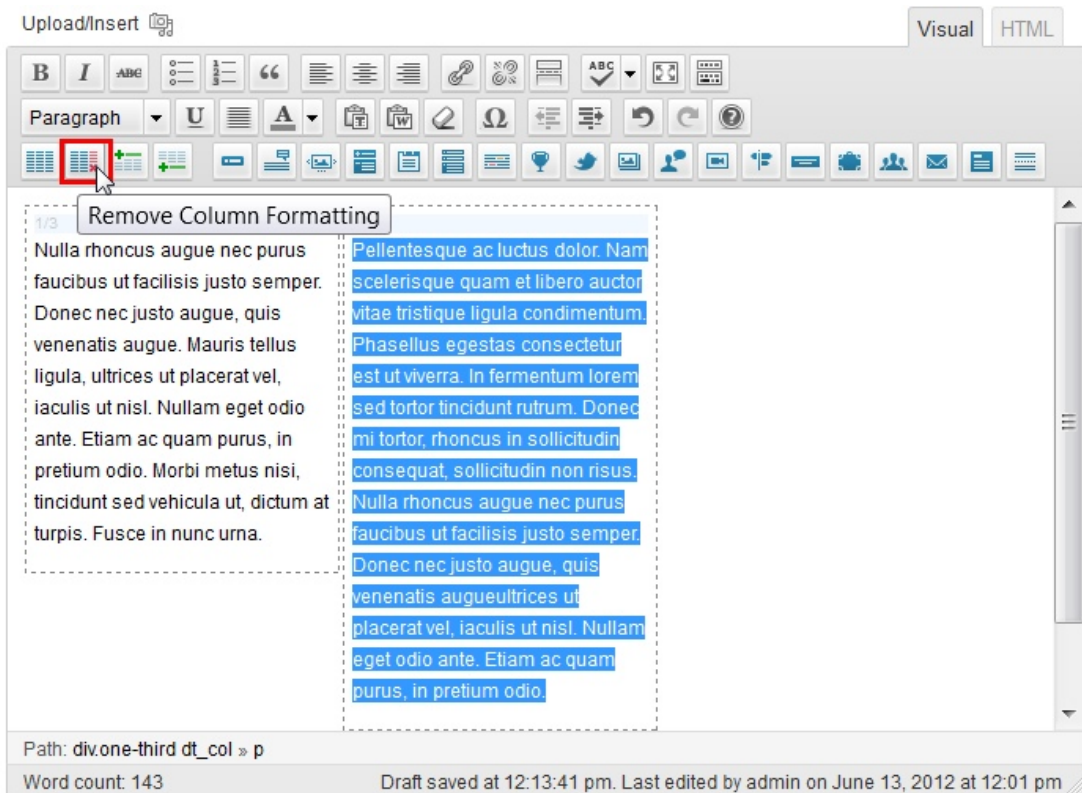 Upload/Insert
Visual HTML
B I ABC ABC
Paragraph U A T W Ω
Remove Column Formatting
1/3
Nulla rhoncus augue nec purus
faucibus ut facilisis justo semper.
Donec nec justo augue, quis
venenatis augue. Mauris tellus
ligula, ultrices ut placerat vel,
iaculis ut nisl. Nullam eget odio
ante. Etiam ac quam purus, in
pretium odio. Morbi metus nisi,
tincidunt sed vehicula ut, dictum at
turpis. Fusce in nunc urna.
Pellentesque ac luctus dolor. Nam
scelerisque quam et libero auctor
vitae tristique ligula condimentum.
Phasellus egestas consectetur
est ut viverra. In fermentum lorem
sed tortor tincidunt rutrum. Donec
mi tortor, rhoncus in sollicitudin
consequat, sollicitudin non risus.
Nulla rhoncus augue nec purus
faucibus ut facilisis justo semper.
Donec nec justo augue, quis
venenatis augueultrices ut
placerat vel, iaculis ut nisl. Nullam
eget odio ante. Etiam ac quam
purus, in pretium odio.
Path: div.one-third dt_col » p
Word count: 143 Draft saved at 12:13:41 pm. Last edited by admin on June 13, 2012 at 12:01 pm